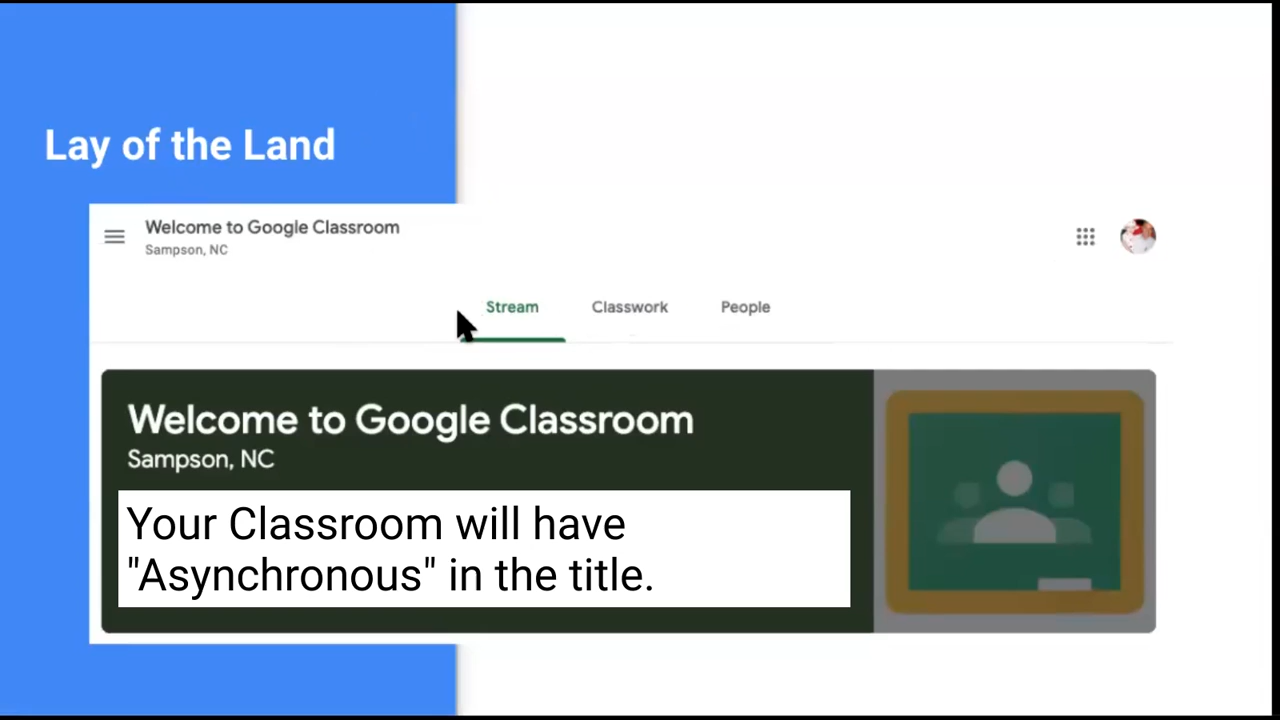 Lay of the Land
Welcome to Google Classroom
Sampson, NC
Stream Classwork People
Welcome to Google Classroom
Sampson, NC
Your Classroom will have
"Asynchronous" in the title.